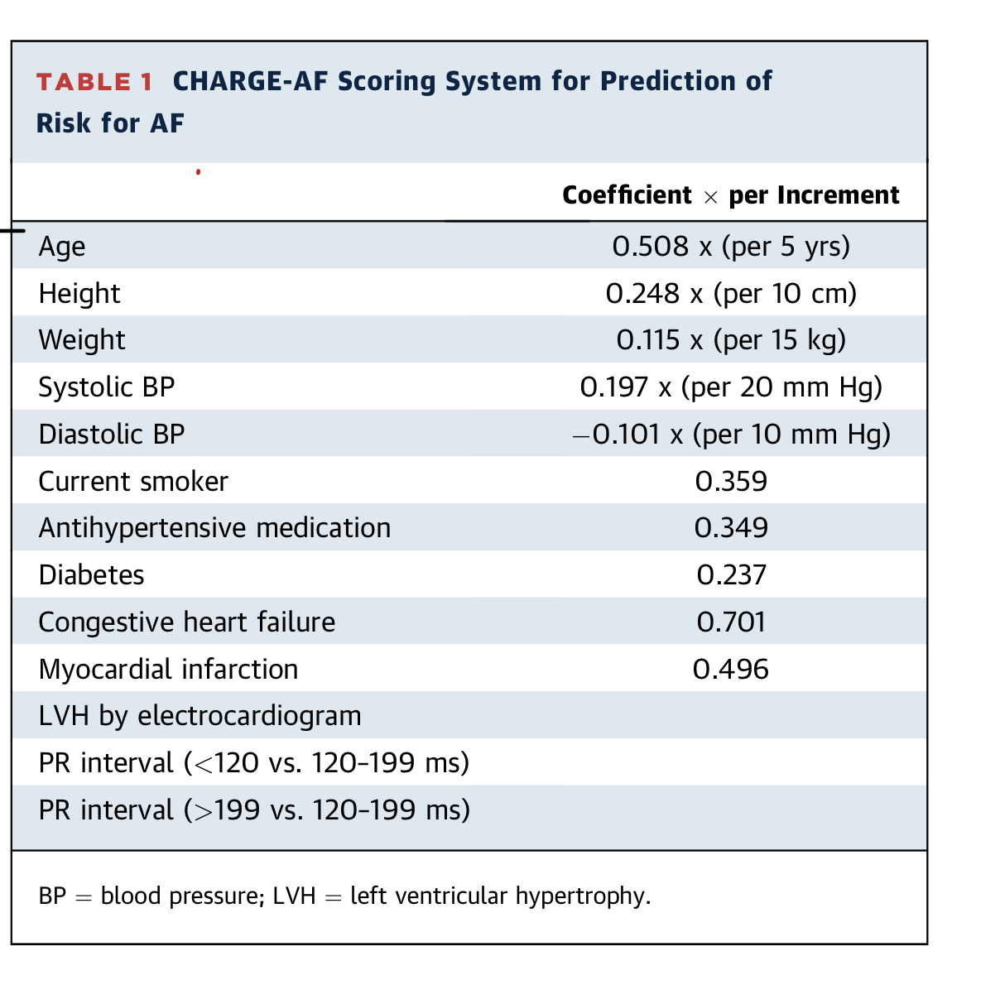 TABLE 1 CHARGE-AF Scoring System for Prediction of
Risk for AF
Coefficient × per Increment
Age 0.508 x (per 5 yrs)
Height 0.248 x (per 10 cm)
Weight 0.115 x (per 15 kg)
Systolic BP 0.197 x (per 20 mm Hg)
Diastolic BP −0.101 x (per 10 mm Hg)
Current smoker 0.359
Antihypertensive medication 0.349
Diabetes 0.237
Congestive heart failure 0.701
Myocardial infarction 0.496
LVH by electrocardiogram
PR interval (<120 vs. 120–199 ms)
PR interval (>199 vs. 120–199 ms)
BP = blood pressure; LVH = left ventricular hypertrophy.